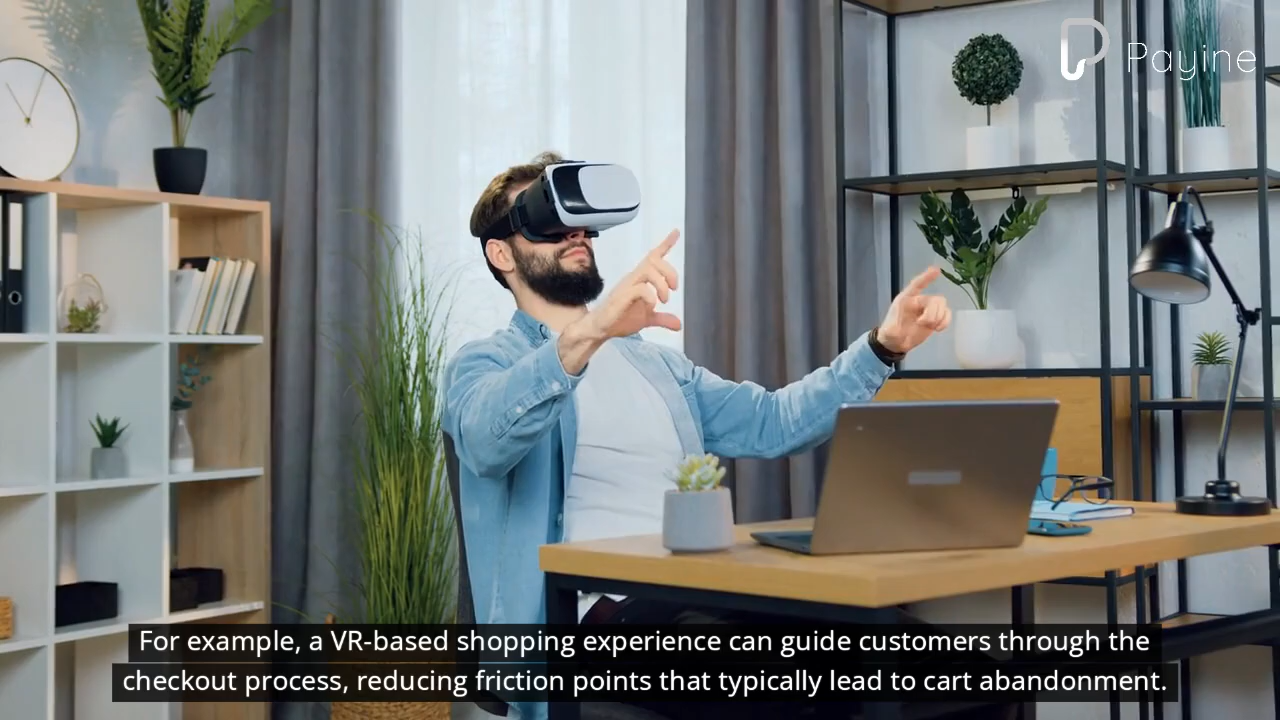 Payine
For example, a VR-based shopping experience can guide customers through the
checkout process, reducing friction points that typically lead to cart abandonment.